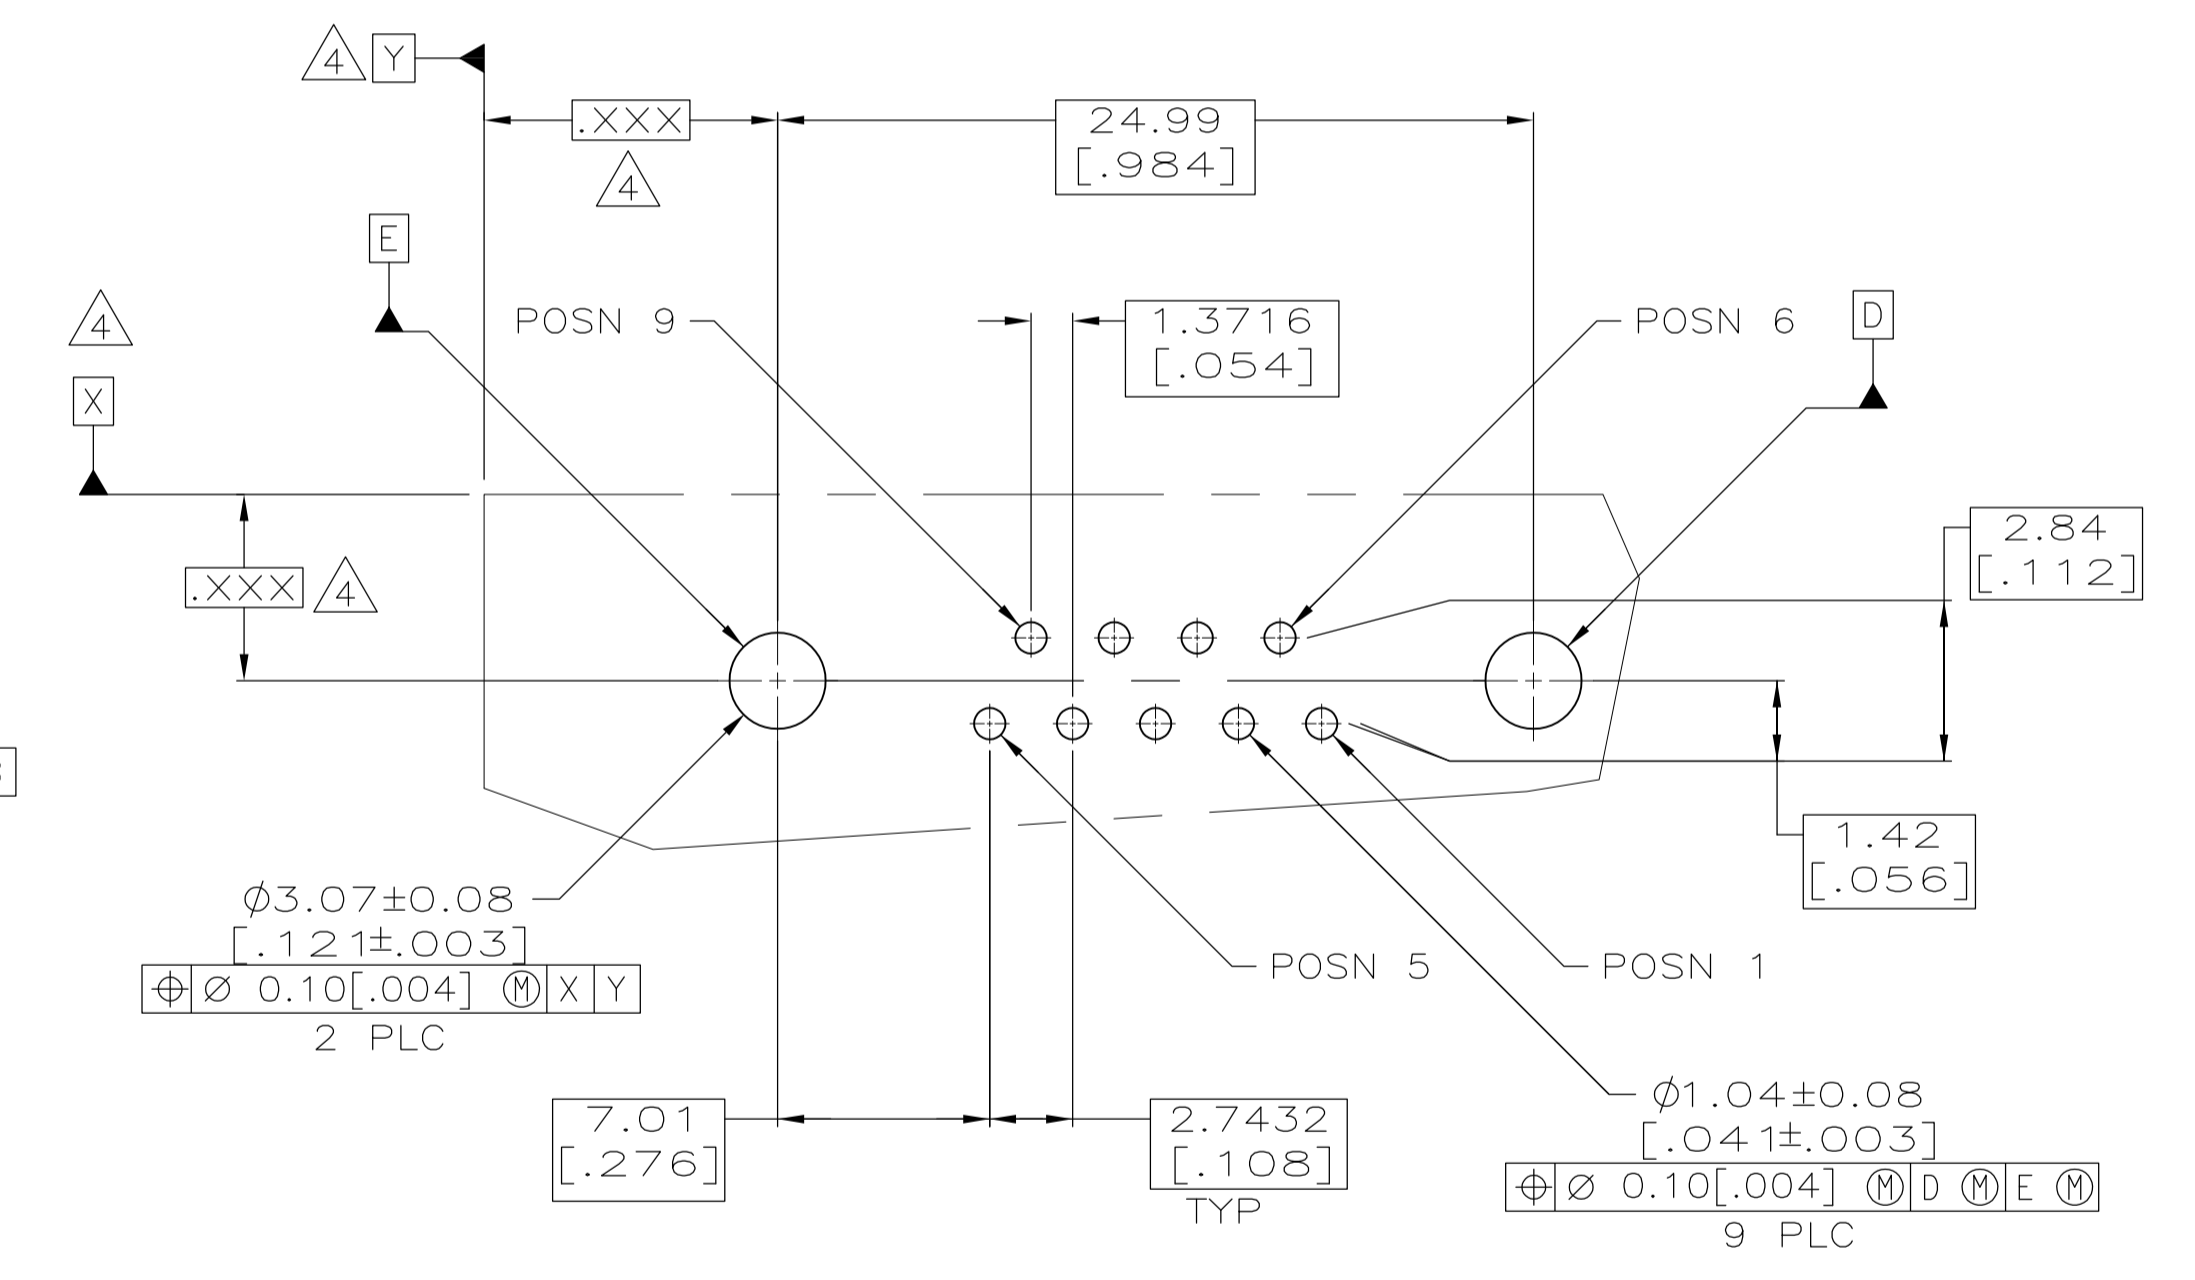 4 Y
.XXX
4
24.99
[.984]
E
4
X
POSN 9
1.3716
[.054]
POSN 6
D
.XXX 4
2.84
[.112]
1.42
[.056]
Ø3.07±0.08
[.121±.003]
⌖ Ø 0.10[.004] Ⓜ X Y
2 PLC
POSN 5
POSN 1
7.01
[.276]
2.7432
[.108]
TYP
Ø1.04±0.08
[.041±.003]
⌖ Ø 0.10[.004] Ⓜ D Ⓜ E Ⓜ
9 PLC